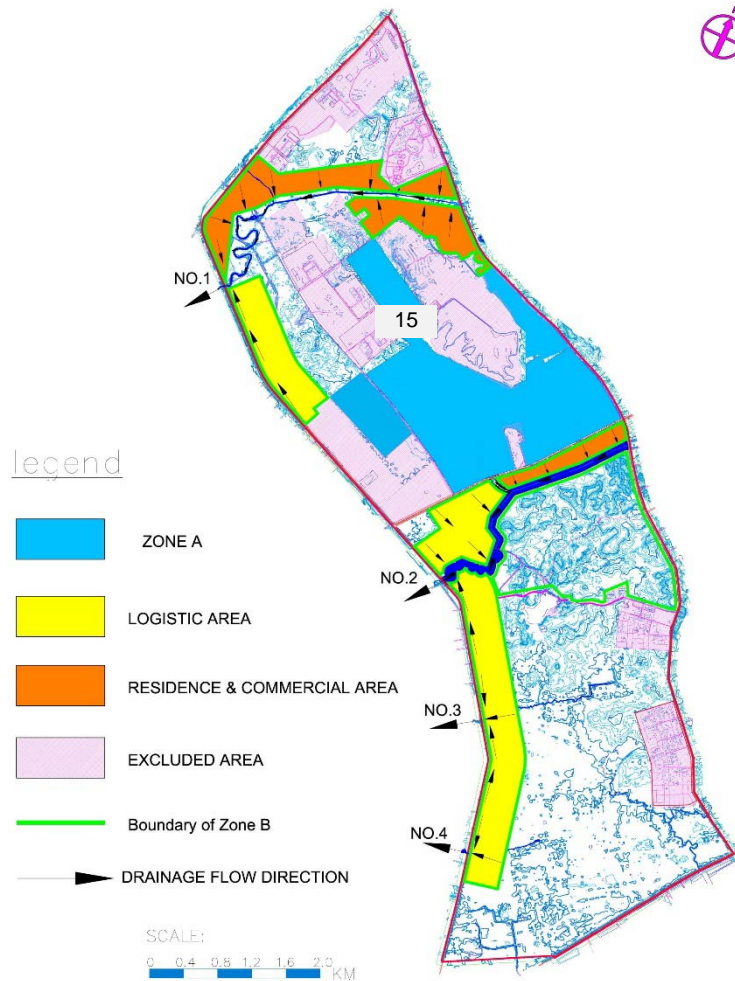 NO.1
15
legend
ZONE A
NO.2
LOGISTIC AREA
RESIDENCE & COMMERCIAL AREA
NO.3
EXCLUDED AREA
Boundary of Zone B
NO.4
DRAINAGE FLOW DIRECTION
SCALE:
0 0.4 0.8 1.2 1.6 2.0
KM